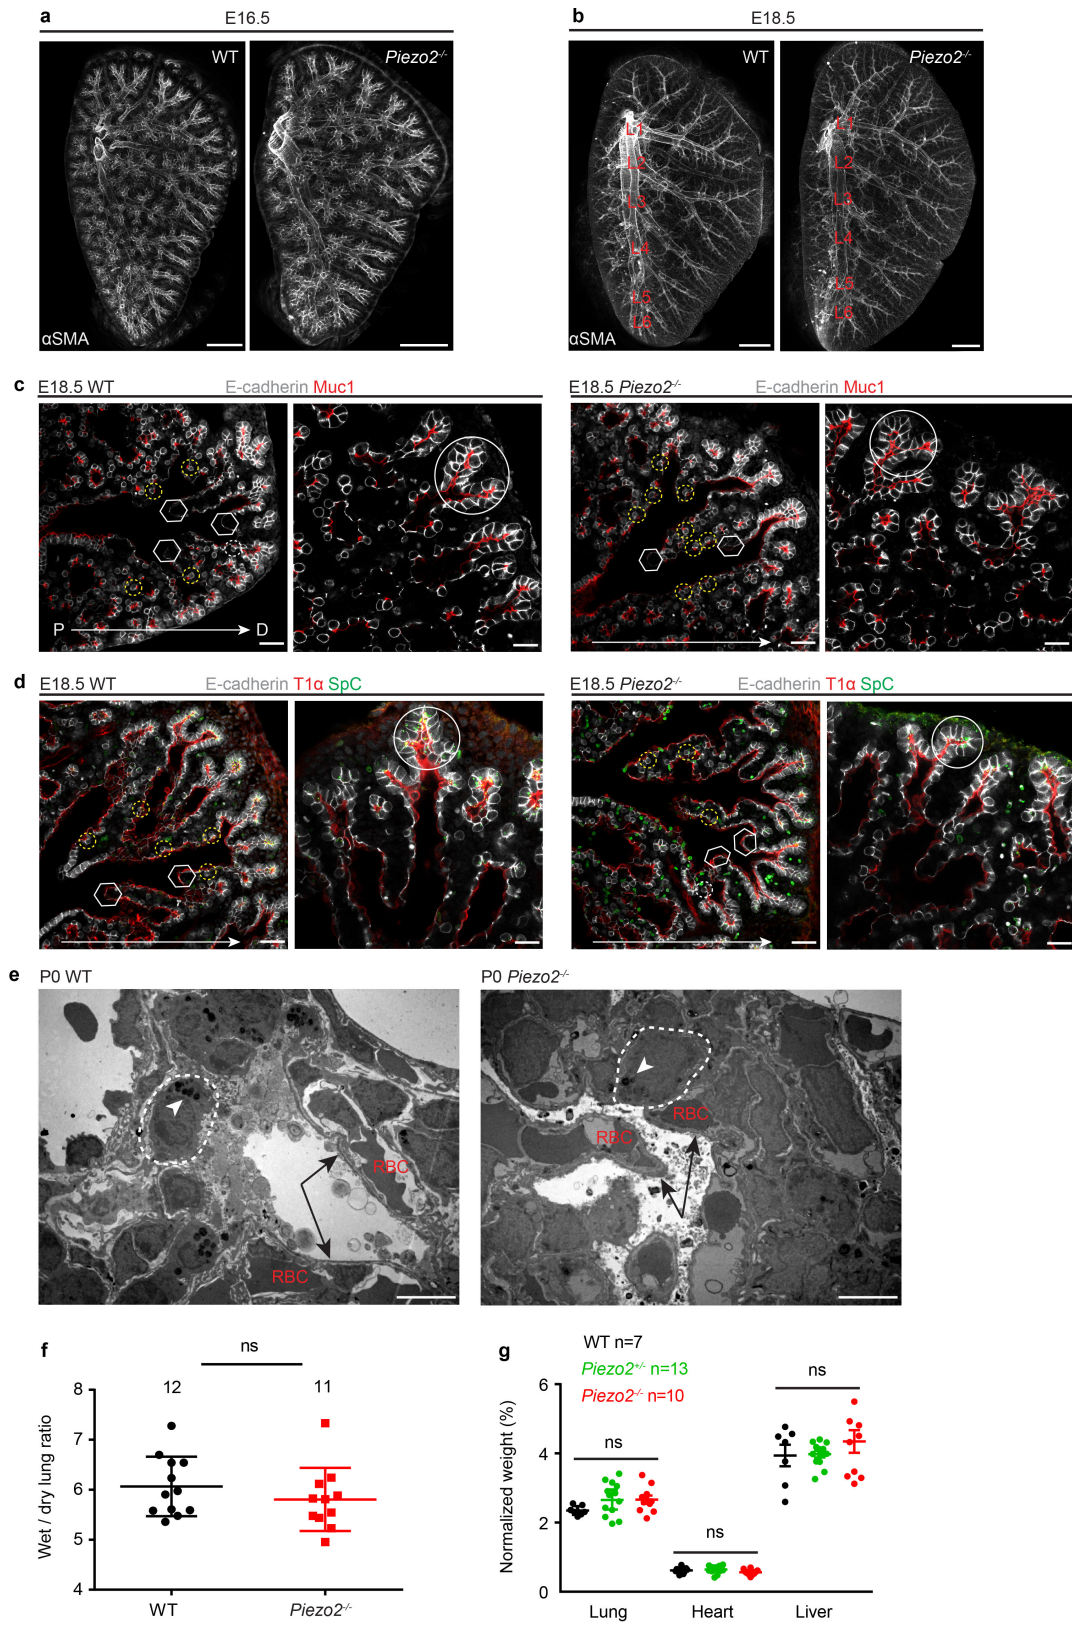 a
E16.5
WT
Piezo2-/-
αSMA
b
E18.5
WT
Piezo2-/-
L1
L2
L3
L4
L5
L6
L1
L2
L3
L4
L5
L6
αSMA
c
E18.5 WT
E-cadherin Muc1
P
D
E18.5 Piezo2-/-
E-cadherin Muc1
d
E18.5 WT
E-cadherin T1α SpC
E18.5 Piezo2-/-
E-cadherin T1α SpC
e
P0 WT
RBC
RBC
P0 Piezo2-/-
RBC
RBC
f
ns
12
11
8
7
6
5
4
Wet / dry lung ratio
WT
Piezo2-/-
g
WT n=7
Piezo2+/- n=13
Piezo2-/- n=10
ns
ns
ns
6
4
2
0
Normalized weight (%)
Lung
Heart
Liver